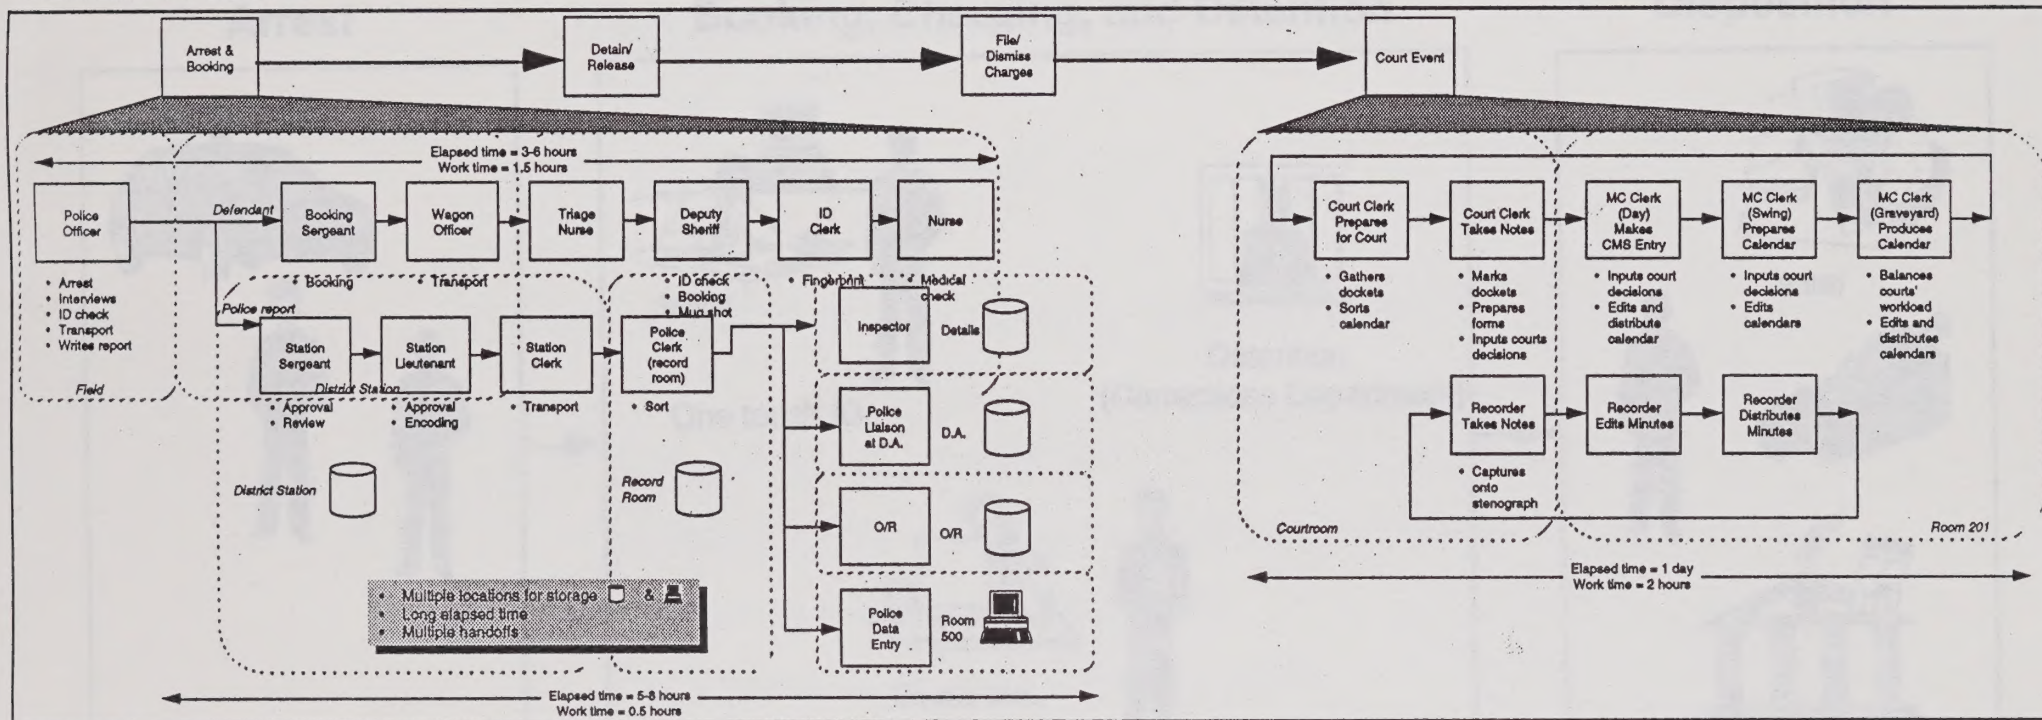 Arrest &
Booking
Detain/
Release
File/
Dismiss
Charges
Court Event
Elapsed time = 3-6 hours
Work time = 1.5 hours
Police
Officer
Defendant
Booking
Sergeant
Wagon
Officer
Triage
Nurse
Deputy
Sheriff
ID
Clerk
Nurse
• Arrest
• Interviews
• ID check
• Transport
• Writes report
• Booking
• Transport
• ID check
• Booking
• Mug shot
• Fingerprint
• Medical
check
Police report
Station
Sergeant
Station
Lieutenant
Station
Clerk
Police
Clerk
(record
room)
Inspector
Details
Field
District Station
• Approval
• Review
• Approval
• Encoding
• Transport
• Sort
Police
Liaison
at D.A.
D.A.
District Station
Record
Room
O/R
O/R
• Multiple locations for storage & 
• Long elapsed time
• Multiple handoffs
Police
Data
Entry
Room
500
Elapsed time = 5-8 hours
Work time = 0.5 hours
Court Clerk
Prepares
for Court
Court Clerk
Takes Notes
MC Clerk
(Day)
Makes
CMS Entry
MC Clerk
(Swing)
Prepares
Calendar
MC Clerk
(Graveyard)
Produces
Calendar
• Gathers
dockets
• Sorts
calendar
• Marks
dockets
• Prepares
forms
• Inputs courts
decisions
• Inputs court
decisions
• Edits and
distribute
calendar
• Inputs court
decisions
• Edits
calendars
• Balances
courts'
workload
• Edits and
distributes
calendars
Recorder
Takes Notes
Recorder
Edits Minutes
Recorder
Distributes
Minutes
• Captures
onto
stenograph
Courtroom
Room 201
Elapsed time = 1 day
Work time = 2 hours